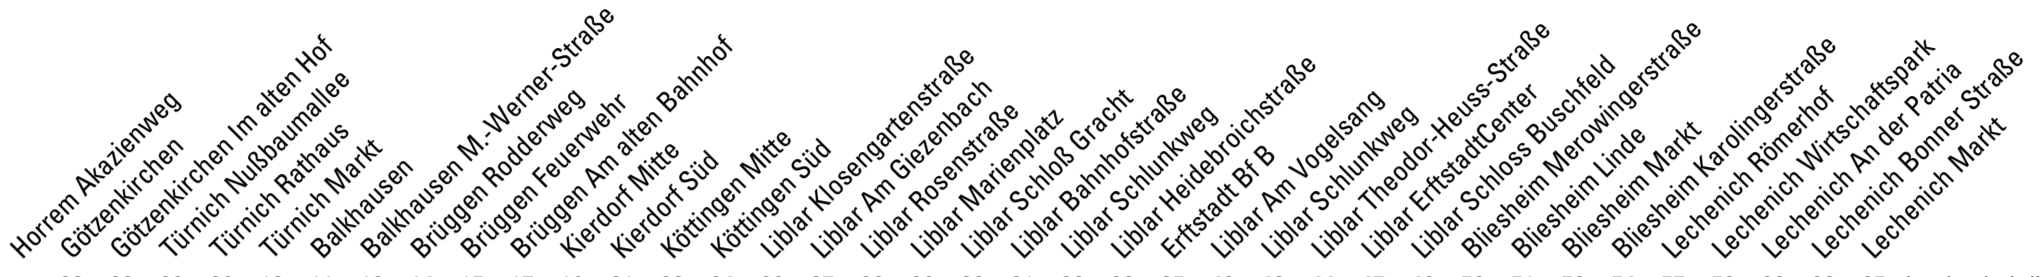 Horrem Akazienweg
Götzenkirchen
Götzenkirchen Im alten Hof
Türnich Nußbaumallee
Türnich Rathaus
Türnich Markt
Balkhausen
Balkhausen M.-Werner-Straße
Brüggen Rodderweg
Brüggen Feuerwehr
Brüggen Am alten Bahnhof
Kierdorf Mitte
Kierdorf Süd
Köttingen Mitte
Köttingen Süd
Liblar Klosengartenstraße
Liblar Am Giezenbach
Liblar Rosenstraße
Liblar Marienplatz
Liblar Schloß Gracht
Liblar Bahnhofstraße
Liblar Schlunkweg
Liblar Heidebroichstraße
Erftstadt Bf B
Liblar Am Vogelsang
Liblar Schlunkweg
Liblar Theodor-Heuss-Straße
Liblar ErftstadtCenter
Liblar Schloss Buschfeld
Bliesheim Merowingerstraße
Bliesheim Linde
Bliesheim Markt
Bliesheim Karolingerstraße
Lechenich Römerhof
Lechenich Wirtschaftspark
Lechenich An der Patria
Lechenich Bonner Straße
Lechenich Markt